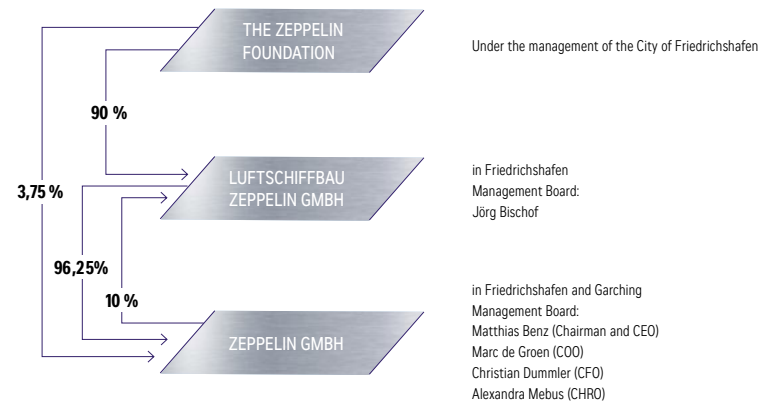 THE ZEPPELIN
FOUNDATION
Under the management of the City of Friedrichshafen
90 %
3,75 %
LUFTSCHIFFBAU
ZEPPELIN GMBH
in Friedrichshafen
Management Board:
Jörg Bischof
96,25%
10 %
ZEPPELIN GMBH
in Friedrichshafen and Garching
Management Board:
Matthias Benz (Chairman and CEO)
Marc de Groen (COO)
Christian Dummler (CFO)
Alexandra Mebus (CHRO)